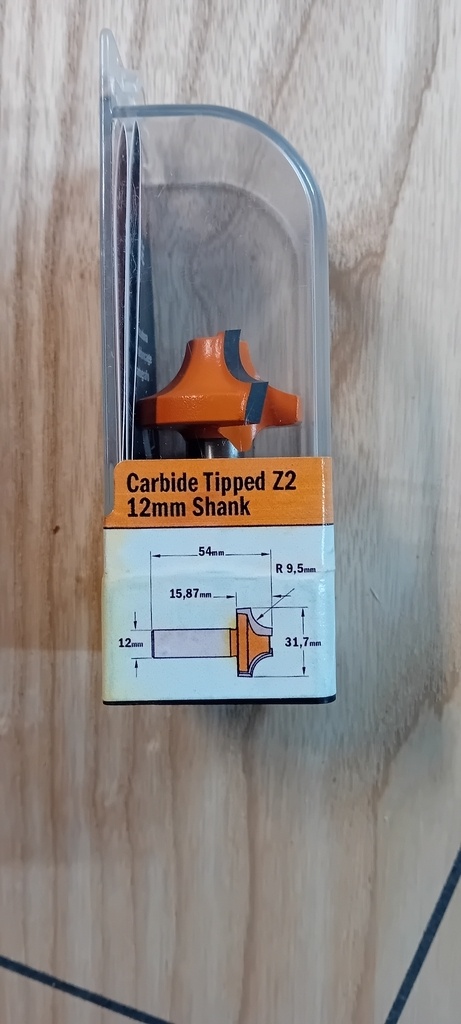 Carbide Tipped Z2
12mm Shank
54mm
R 9,5mm
15,87mm
12mm
31,7mm